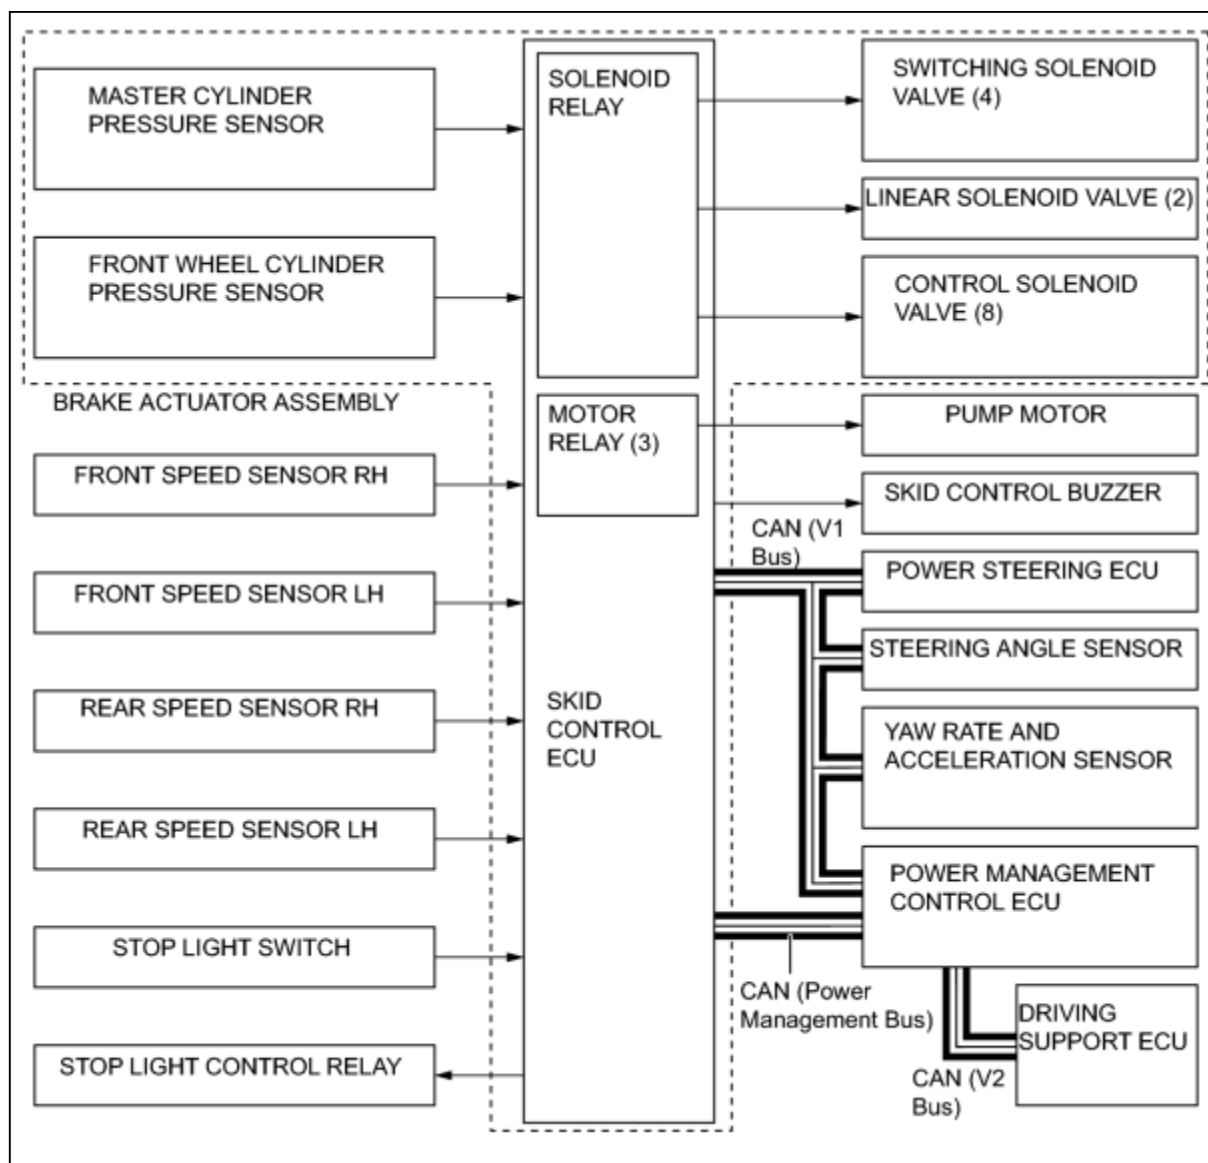 MASTER CYLINDER
PRESSURE SENSOR
FRONT WHEEL CYLINDER
PRESSURE SENSOR
BRAKE ACTUATOR ASSEMBLY
FRONT SPEED SENSOR RH
FRONT SPEED SENSOR LH
REAR SPEED SENSOR RH
REAR SPEED SENSOR LH
STOP LIGHT SWITCH
STOP LIGHT CONTROL RELAY
SOLENOID
RELAY
MOTOR
RELAY (3)
SKID
CONTROL
ECU
SWITCHING SOLENOID
VALVE (4)
LINEAR SOLENOID VALVE (2)
CONTROL SOLENOID
VALVE (8)
PUMP MOTOR
SKID CONTROL BUZZER
CAN (V1
Bus)
POWER STEERING ECU
STEERING ANGLE SENSOR
YAW RATE AND
ACCELERATION SENSOR
POWER MANAGEMENT
CONTROL ECU
CAN (Power
Management Bus)
DRIVING
SUPPORT ECU
CAN (V2
Bus)